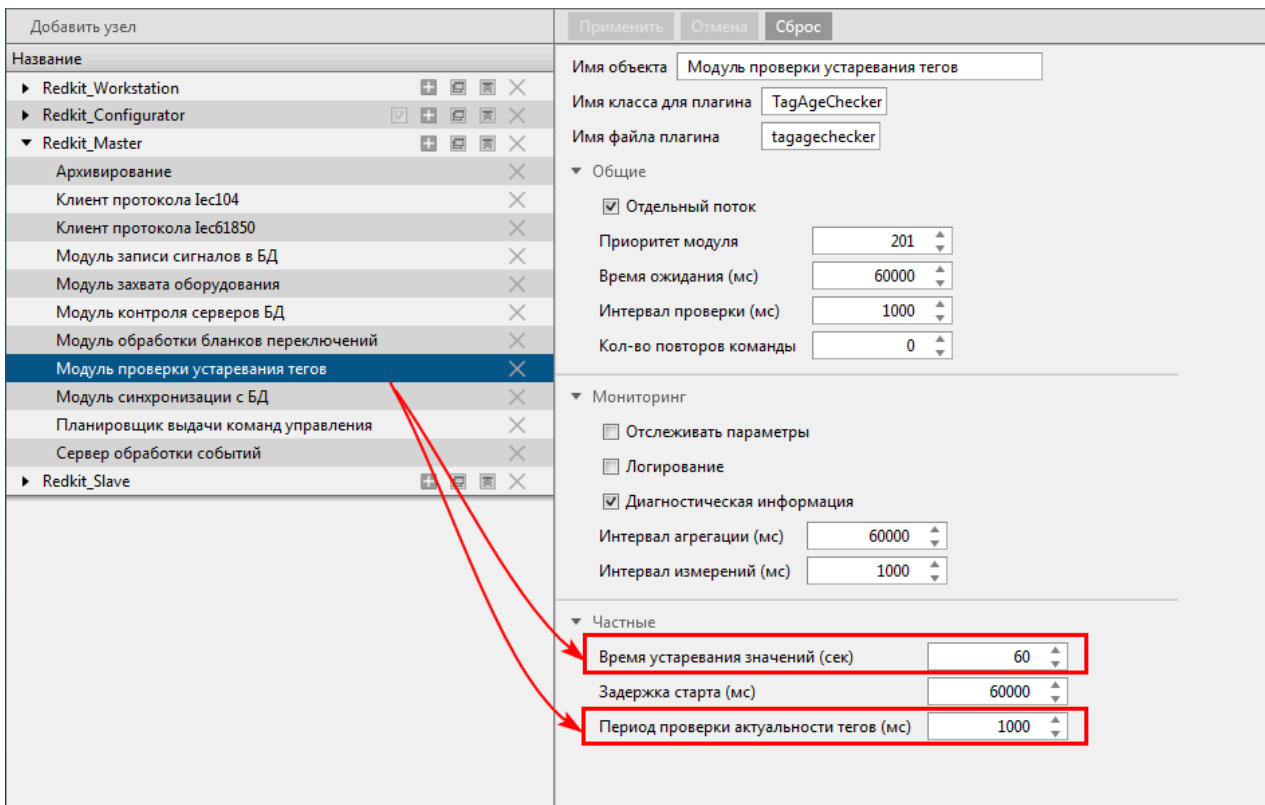 Добавить узел
Название
Redkit_Workstation
Redkit_Configurator
Redkit_Master
Архивирование
Клиент протокола Iec104
Клиент протокола Iec61850
Модуль записи сигналов в БД
Модуль захвата оборудования
Модуль контроля серверов БД
Модуль обработки бланков переключений
Модуль проверки устаревания тегов
Модуль синхронизации с БД
Планировщик выдачи команд управления
Сервер обработки событий
Redkit_Slave
Применить Отмена Сброс
Имя объекта Модуль проверки устаревания тегов
Имя класса для плагина TagAgeChecker
Имя файла плагина tagagechecker
Общие
Отдельный поток
Приоритет модуля 201
Время ожидания (мс) 60000
Интервал проверки (мс) 1000
Кол-во повторов команды 0
Мониторинг
Отслеживать параметры
Логирование
Диагностическая информация
Интервал агрегации (мс) 60000
Интервал измерений (мс) 1000
Частные
Время устаревания значений (сек) 60
Задержка старта (мс) 60000
Период проверки актуальности тегов (мс) 1000